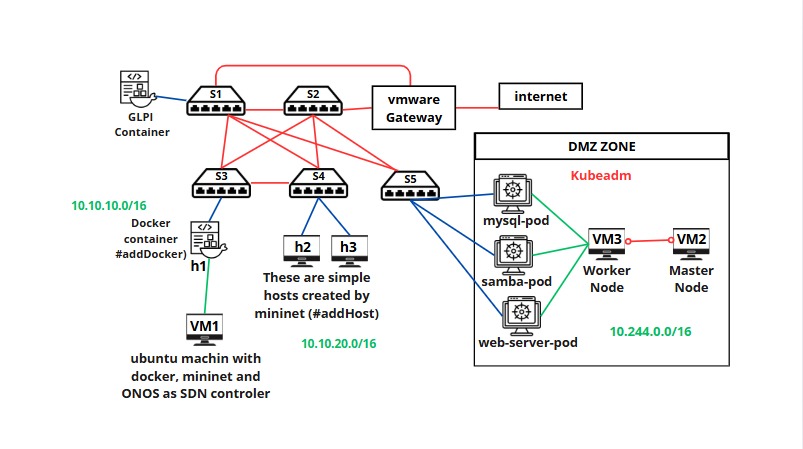 S1
S2
vmware
Gateway
internet
GLPI
Container
DMZ ZONE
Kubeadm
S3
S4
S5
10.10.10.0/16
Docker
container
#addDocker)
h1
h2
h3
mysql-pod
samba-pod
web-server-pod
VM3
Worker
Node
VM2
Master
Node
These are simple
hosts created by
mininet (#addHost)
10.10.20.0/16
10.244.0.0/16
VM1
ubuntu machin with
docker, mininet and
ONOS as SDN controler